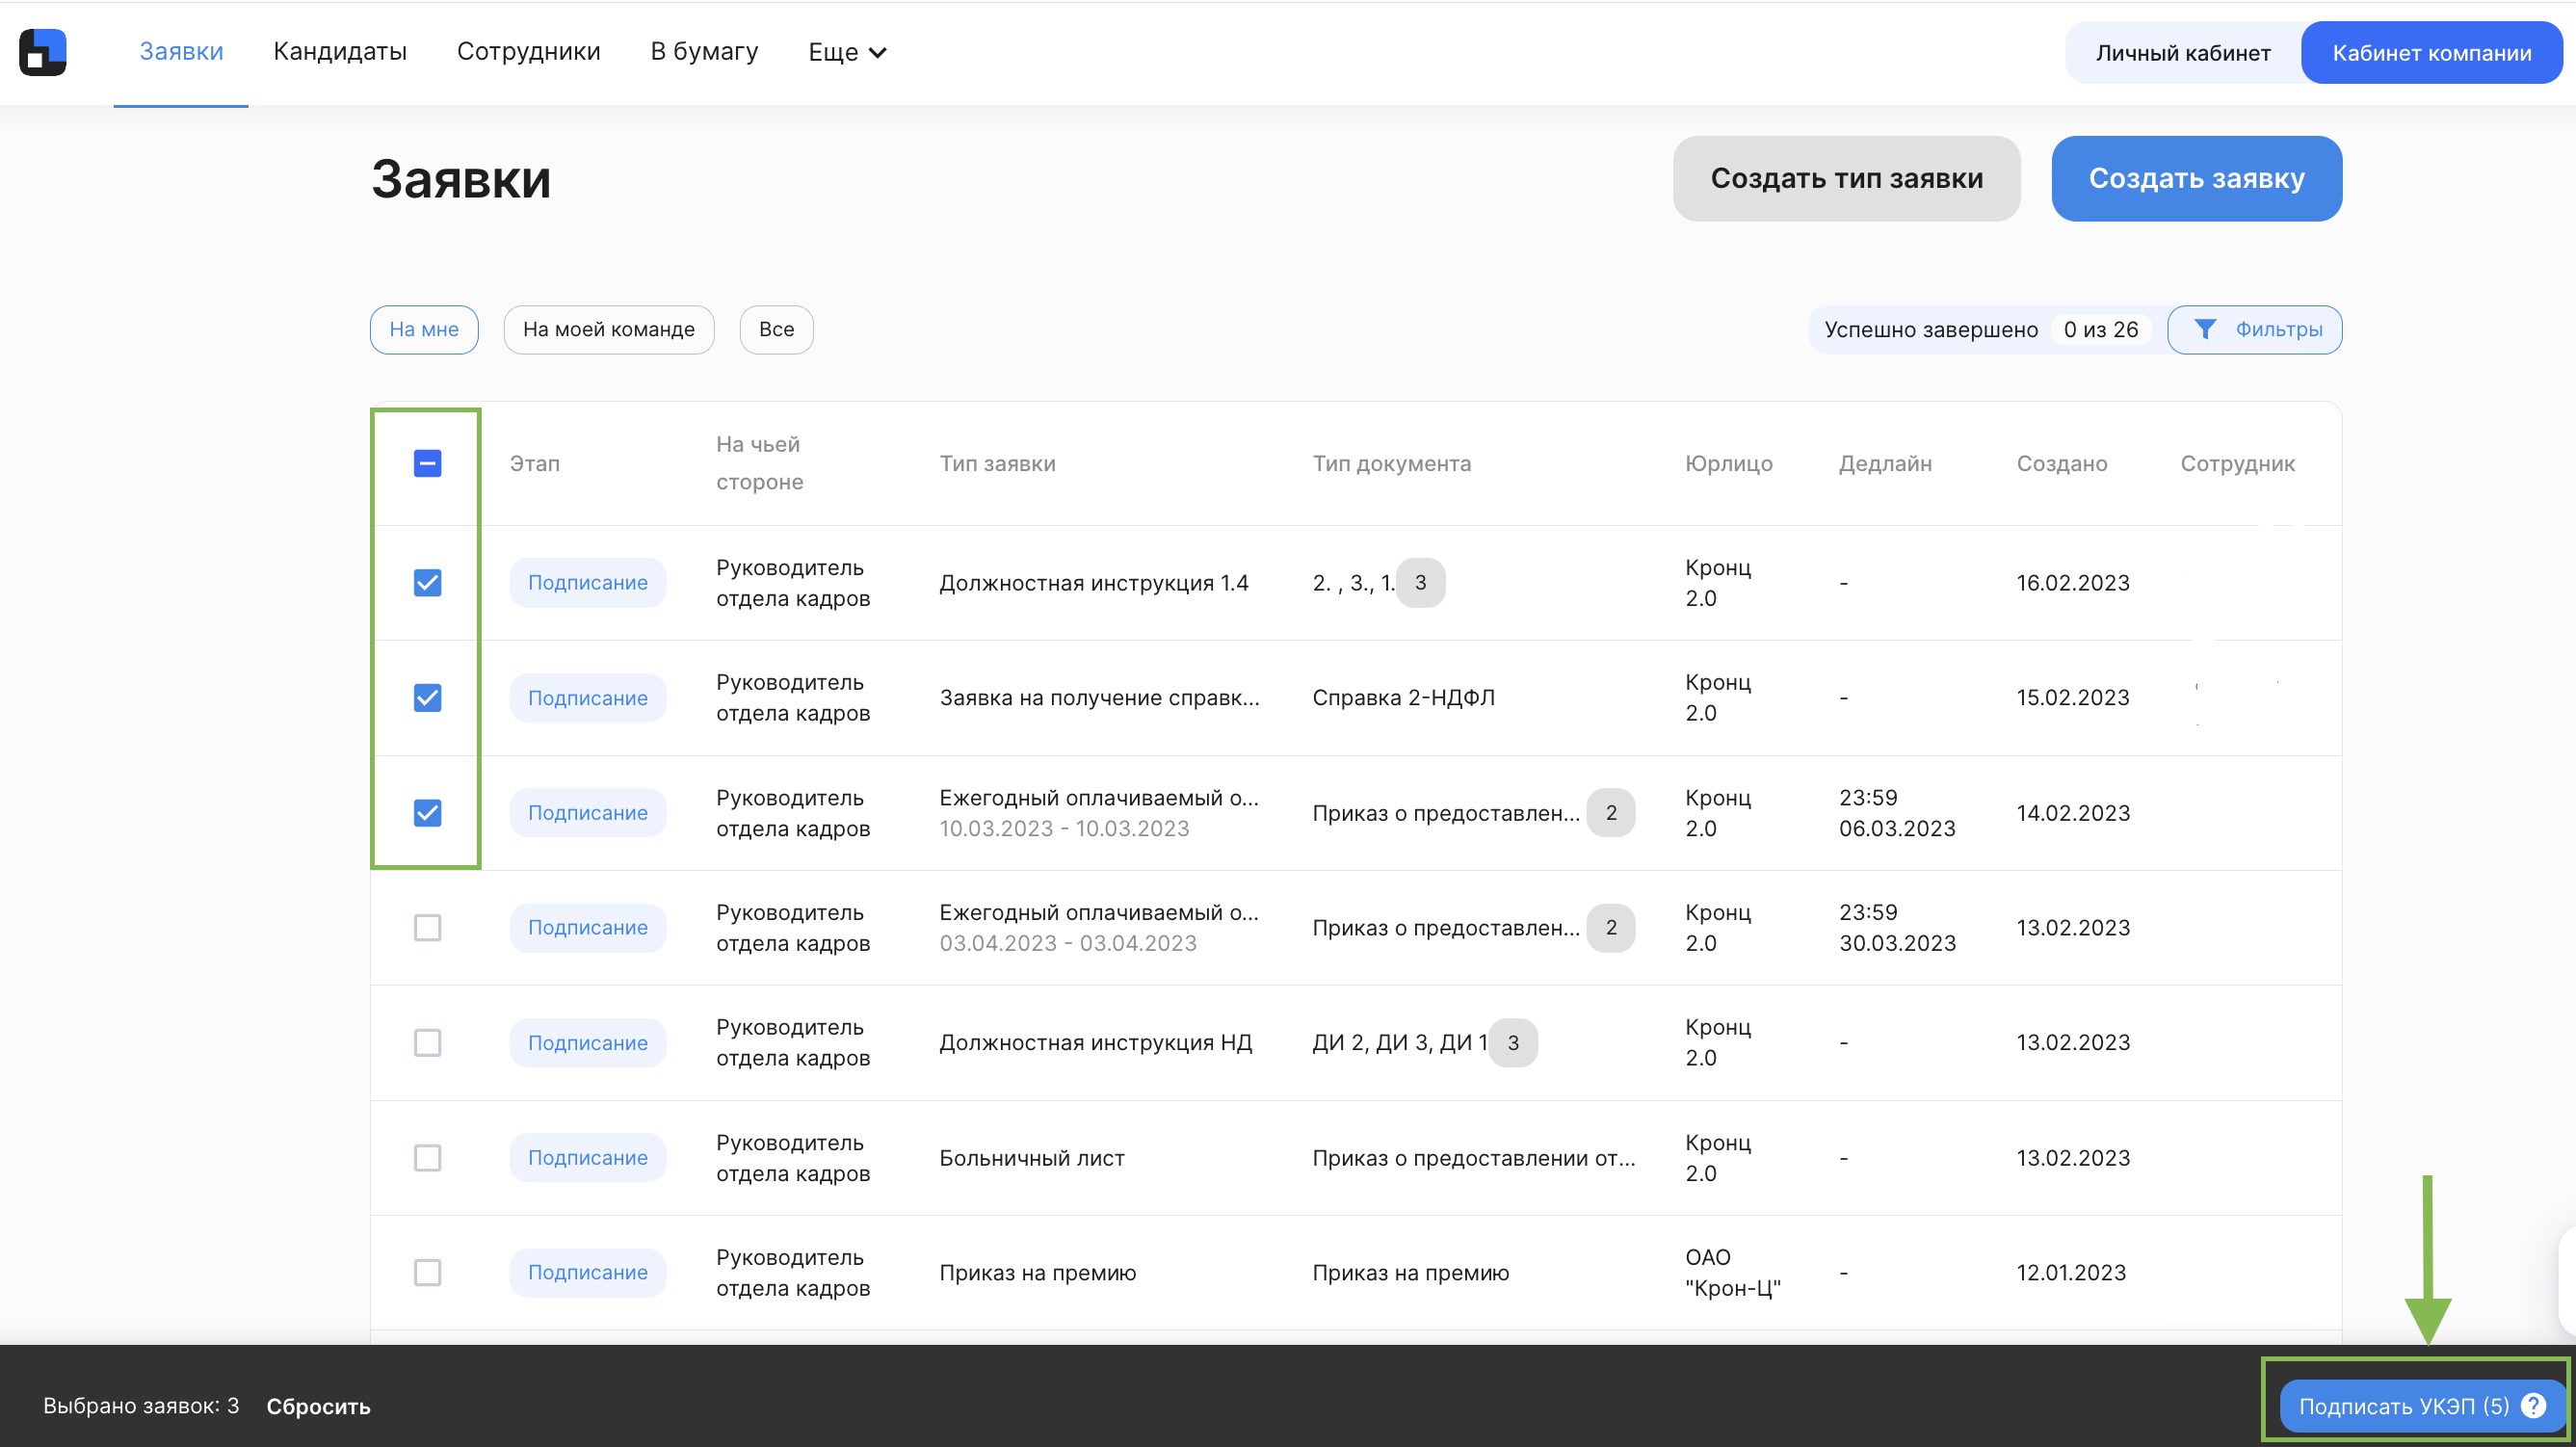 Заявки
Кандидаты
Сотрудники
В бумагу
Еще
Личный кабинет
Кабинет компании
Заявки
Создать тип заявки
Создать заявку
На мне
На моей команде
Все
Успешно завершено 0 из 26
Фильтры
Этап
На чьей
стороне
Тип заявки
Тип документа
Юрлицо
Дедлайн
Создано
Сотрудник
Подписание
Руководитель
отдела кадров
Должностная инструкция 1.4
2. , 3., 1. 3
Кронц
2.0
-
16.02.2023
Подписание
Руководитель
отдела кадров
Заявка на получение справк...
Справка 2-НДФЛ
Кронц
2.0
-
15.02.2023
Подписание
Руководитель
отдела кадров
Ежегодный оплачиваемый о...
10.03.2023 - 10.03.2023
Приказ о предоставлен... 2
Кронц
2.0
23:59
06.03.2023
14.02.2023
Подписание
Руководитель
отдела кадров
Ежегодный оплачиваемый о...
03.04.2023 - 03.04.2023
Приказ о предоставлен... 2
Кронц
2.0
23:59
30.03.2023
13.02.2023
Подписание
Руководитель
отдела кадров
Должностная инструкция НД
ДИ 2, ДИ 3, ДИ 1 3
Кронц
2.0
-
13.02.2023
Подписание
Руководитель
отдела кадров
Больничный лист
Приказ о предоставлении от...
Кронц
2.0
-
13.02.2023
Подписание
Руководитель
отдела кадров
Приказ на премию
Приказ на премию
ОАО
"Крон-Ц"
-
12.01.2023
Выбрано заявок: 3
Сбросить
Подписать УКЭП (5) ?